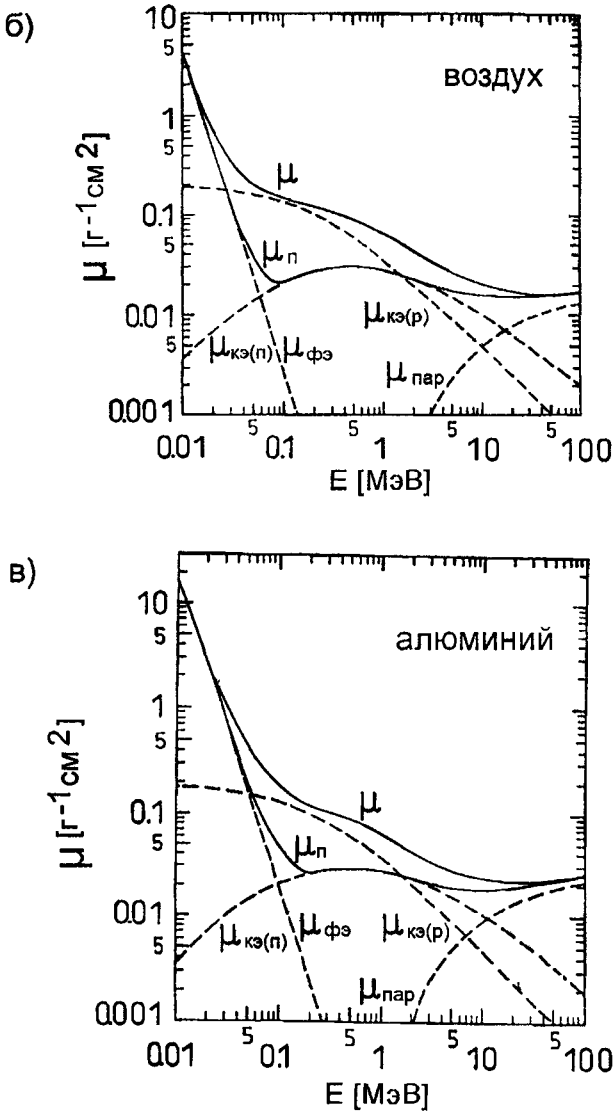 б)
воздух
μ [г-1см2]
10
1
5
0.1
5
0.01
5
0.001
μ
μп
μкэ(р)
μкэ(п)
μфэ
μпар
0.01
5
0.1
5
1
5
10
5
100
E [МэВ]
в)
алюминий
μ [г-1см2]
10
5
1
5
0.1
5
0.01
5
0.001
μ
μп
μкэ(п)
μфэ
μкэ(р)
μпар
0.01
5
0.1
5
1
5
10
5
100
E [МэВ]